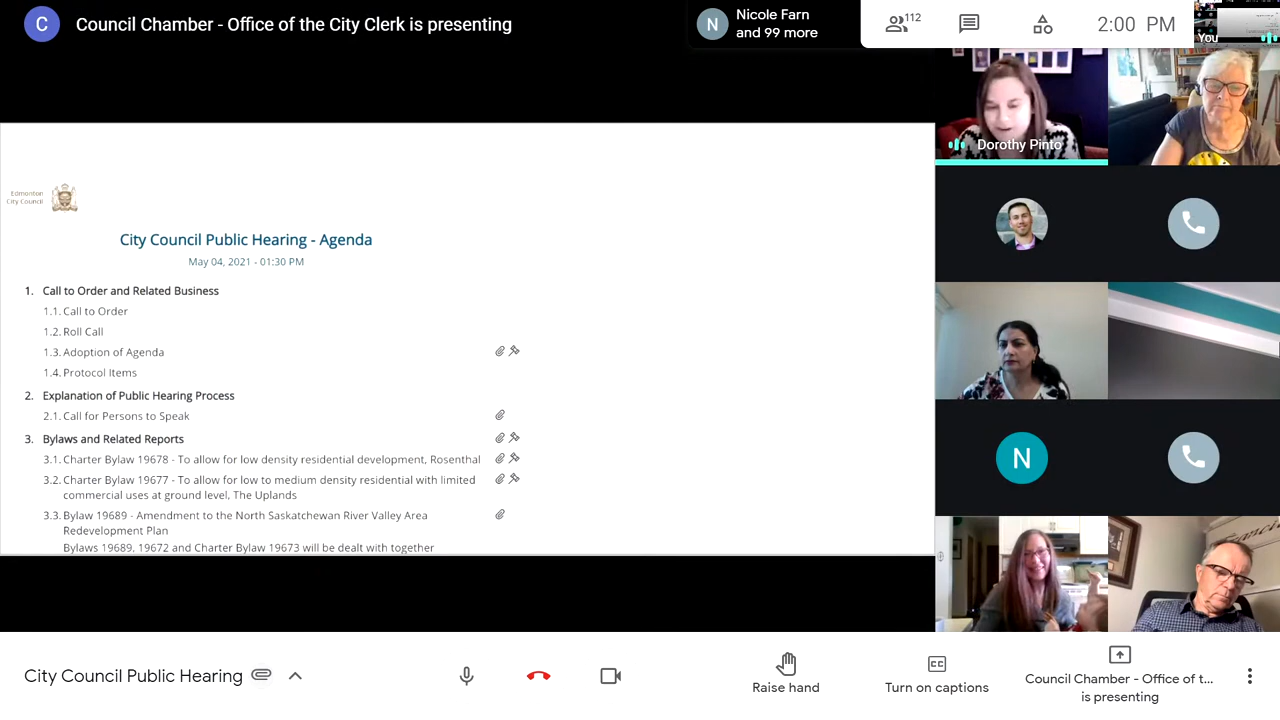 C
Council Chamber - Office of the City Clerk is presenting
N
Nicole Farn
and 99 more
112
2:00 PM
You
Dorothy Pinto
Edmonton
City Council
City Council Public Hearing - Agenda
May 04, 2021 - 01:30 PM
1. Call to Order and Related Business
1.1. Call to Order
1.2. Roll Call
1.3. Adoption of Agenda
1.4. Protocol Items
2. Explanation of Public Hearing Process
2.1. Call for Persons to Speak
3. Bylaws and Related Reports
3.1. Charter Bylaw 19678 - To allow for low density residential development, Rosenthal
3.2. Charter Bylaw 19677 - To allow for low to medium density residential with limited
commercial uses at ground level, The Uplands
3.3. Bylaw 19689 - Amendment to the North Saskatchewan River Valley Area
Redevelopment Plan
Bylaws 19689, 19672 and Charter Bylaw 19673 will be dealt with together
N
City Council Public Hearing
Raise hand
CC
Turn on captions
Council Chamber - Office of t...
is presenting